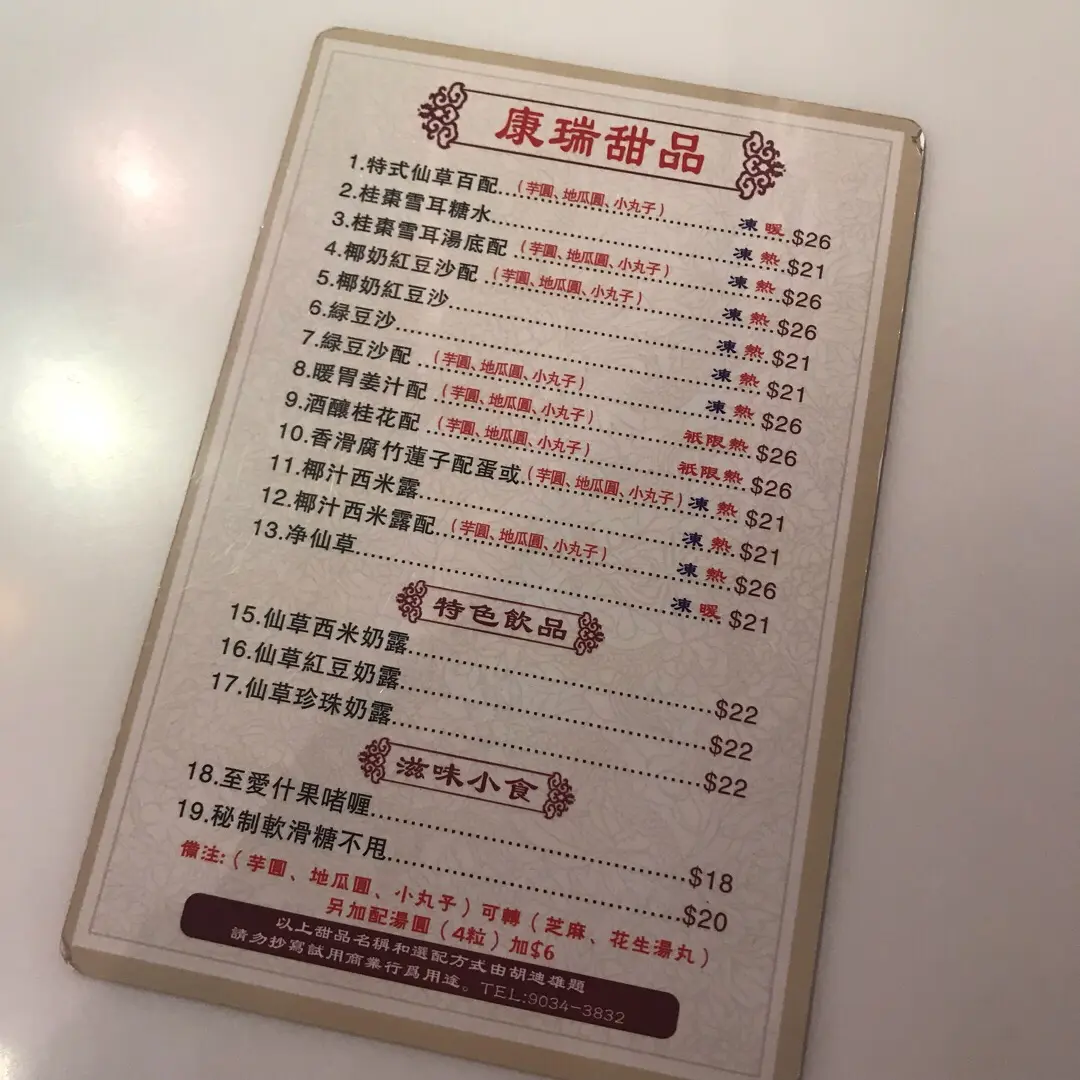 康瑞甜品
1.特式仙草百配...(芋圓、地瓜圓、小丸子)......凍 暖..$26
2.桂棗雪耳糖水......凍 熱..$21
3.桂棗雪耳湯底配 (芋圓、地瓜圓、小丸子)......凍 熱..$26
4.椰奶紅豆沙配 (芋圓、地瓜圓、小丸子)......凍 熱..$26
5.椰奶紅豆沙......凍 熱..$21
6.緑豆沙......凍 熱..$21
7.緑豆沙配 (芋圓、地瓜圓、小丸子)......凍 熱..$26
8.暖胃姜汁配 (芋圓、地瓜圓、小丸子)......祇限熱..$26
9.酒釀桂花配 (芋圓、地瓜圓、小丸子)......祇限熱..$26
10.香滑腐竹蓮子配蛋或(芋圓、地瓜圓、小丸子)凍 熱..$21
11.椰汁西米露......凍 熱..$21
12.椰汁西米露配 (芋圓、地瓜圓、小丸子)......凍 熱..$26
13.净仙草......凍 暖..$21
特色飲品
15.仙草西米奶露......$22
16.仙草紅豆奶露......$22
17.仙草珍珠奶露......$22
滋味小食
18.至愛什果啫喱......$18
19.秘制軟滑糖不甩......$20
備注:(芋圓、地瓜圓、小丸子)可轉(芝麻、花生湯丸)
另加配湯圓(4粒)加$6
以上甜品名稱和選配方式由胡迪雄題
請勿抄寫試用商業行爲用途。TEL:9034-3832